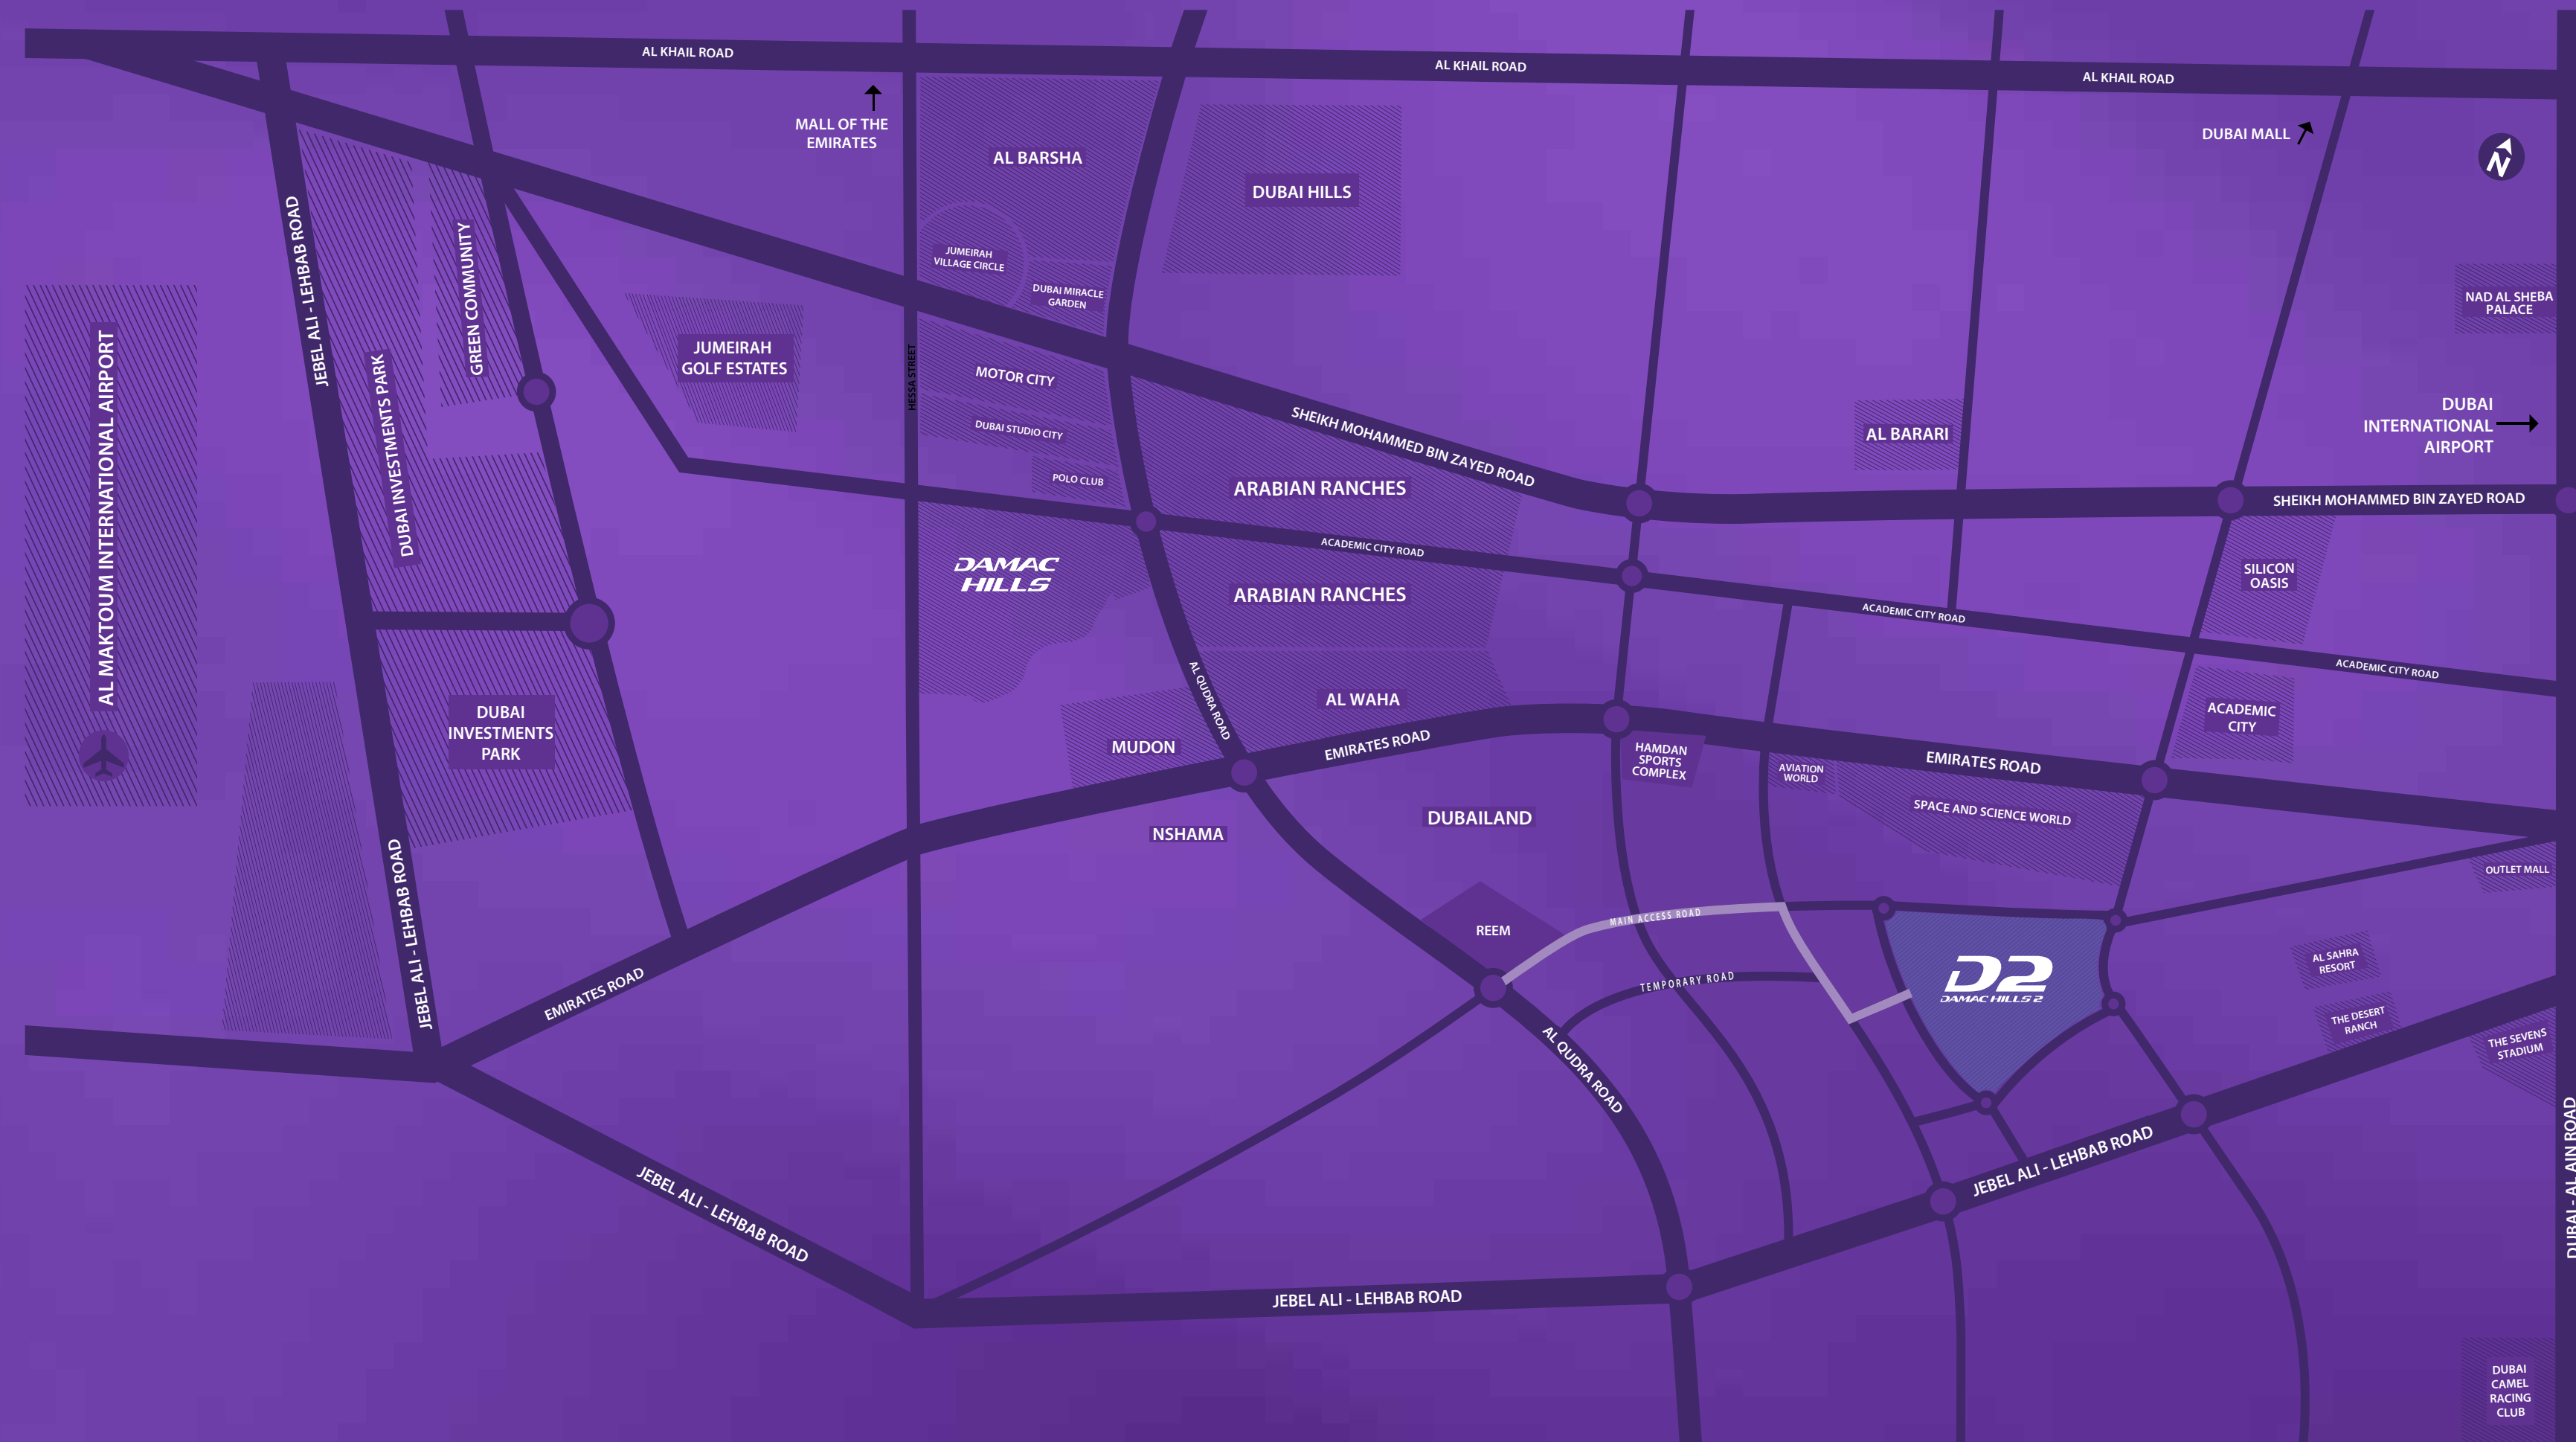 AL KHAIL ROAD
AL KHAIL ROAD
AL KHAIL ROAD
MALL OF THE
EMIRATES
DUBAI MALL
N
AL BARSHA
DUBAI HILLS
JEBEL ALI - LEHBAB ROAD
GREEN COMMUNITY
JUMEIRAH
VILLAGE CIRCLE
DUBAI MIRACLE
GARDEN
NAD AL SHEBA
PALACE
AL MAKTOUM INTERNATIONAL AIRPORT
DUBAI INVESTMENTS PARK
JUMEIRAH
GOLF ESTATES
HESSA STREET
MOTOR CITY
DUBAI STUDIO CITY
POLO CLUB
SHEIKH MOHAMMED BIN ZAYED ROAD
AL BARARI
DUBAI
INTERNATIONAL
AIRPORT
SHEIKH MOHAMMED BIN ZAYED ROAD
ARABIAN RANCHES
ACADEMIC CITY ROAD
DAMAC
HILLS
ARABIAN RANCHES
SILICON
OASIS
ACADEMIC CITY ROAD
ACADEMIC CITY ROAD
AL QUDRA ROAD
AL WAHA
DUBAI
INVESTMENTS
PARK
MUDON
EMIRATES ROAD
ACADEMIC
CITY
HAMDAN
SPORTS
COMPLEX
AVIATION
WORLD
EMIRATES ROAD
SPACE AND SCIENCE WORLD
NSHAMA
DUBAILAND
OUTLET MALL
JEBEL ALI - LEHBAB ROAD
EMIRATES ROAD
REEM
MAIN ACCESS ROAD
TEMPORARY ROAD
D2
DAMAC HILLS 2
AL SAHRA
RESORT
THE DESERT
RANCH
THE SEVENS
STADIUM
AL QUDRA ROAD
JEBEL ALI - LEHBAB ROAD
JEBEL ALI - LEHBAB ROAD
JEBEL ALI - LEHBAB ROAD
DUBAI - AL AIN ROAD
DUBAI
CAMEL
RACING
CLUB